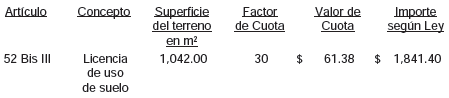 Artículo Concepto Superficie Factor Valor de Importe
del terreno de Cuota Cuota según Ley
en m²
52 Bis III Licencia 1,042.00 30 $ 61.38 $ 1,841.40
de uso
de suelo